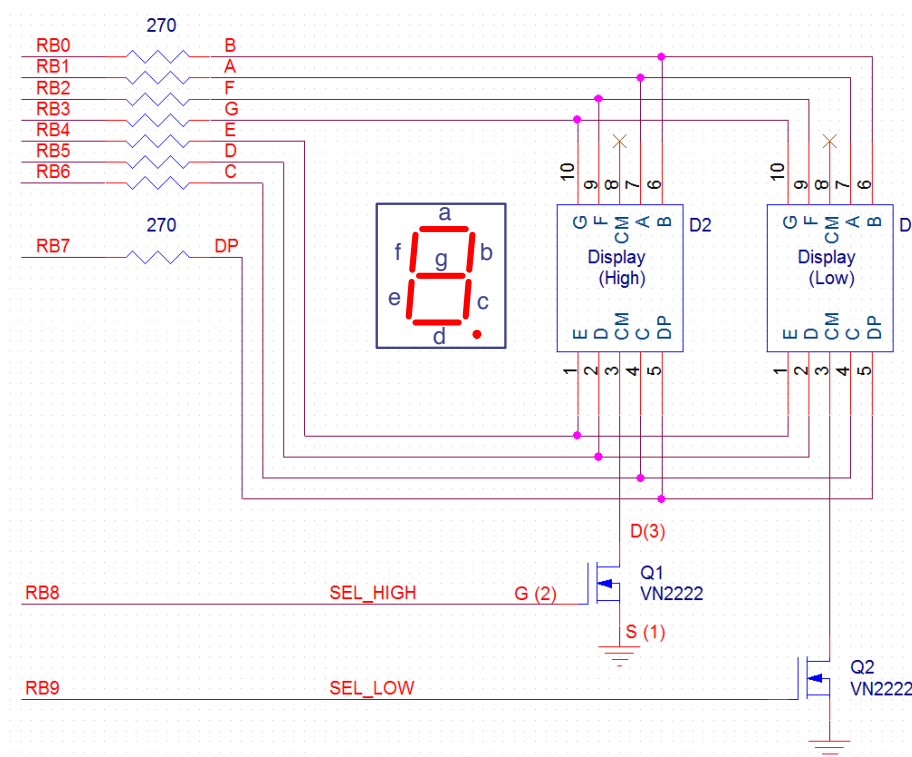 270
RB0 B
RB1 A
RB2 F
RB3 G
RB4 E
RB5 D
RB6 C
270
RB7 DP
a
f b
g
e c
d
10 9 8 7 6
G F CM A B
D2
Display
(High)
E D CM C DP
1 2 3 4 5
10 9 8 7 6
G F CM A B
D
Display
(Low)
E D CM C DP
1 2 3 4 5
D(3)
Q1
VN2222
RB8 SEL_HIGH G (2)
S (1)
Q2
VN2222
RB9 SEL_LOW